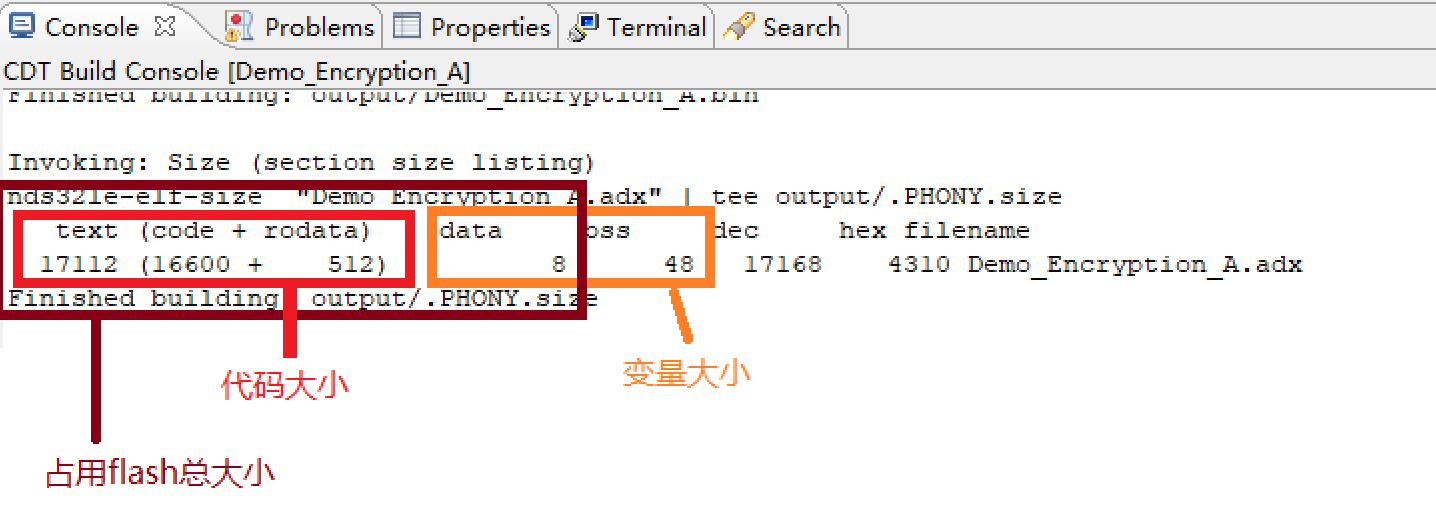 Console Problems Properties Terminal Search
CDT Build Console [Demo_Encryption_A]
Finished building: output/Demo_Encryption_A.bin
Invoking: Size (section size listing)
nds32le-elf-size "Demo_Encryption_A.adx" | tee output/.PHONY.size
text (code + rodata) data bss dec hex filename
17112 (16600 + 512) 8 48 17168 4310 Demo_Encryption_A.adx
Finished building: output/.PHONY.size
代码大小
变量大小
占用flash总大小